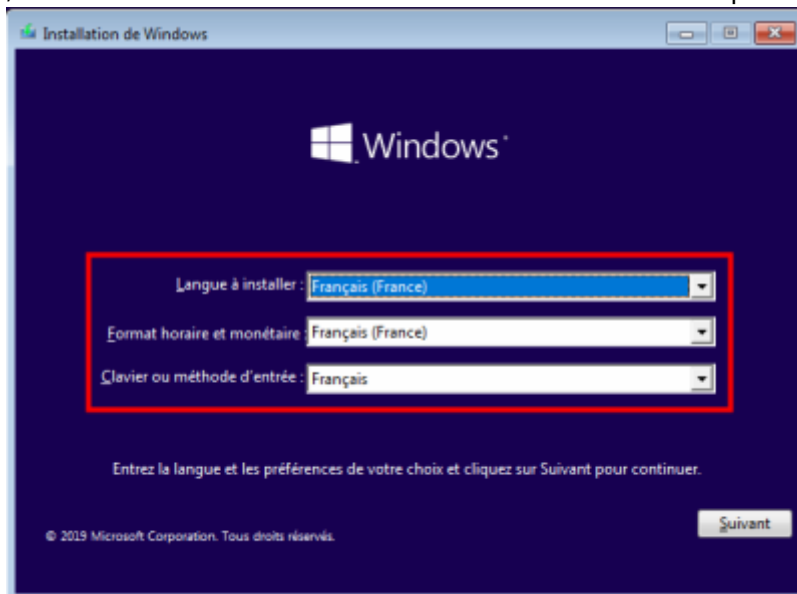 Installation de Windows
Windows
Langue à installer : Français (France)
Format horaire et monétaire : Français (France)
Clavier ou méthode d'entrée : Français
Entrez la langue et les préférences de votre choix et cliquez sur Suivant pour continuer.
Suivant
© 2019 Microsoft Corporation. Tous droits réservés.